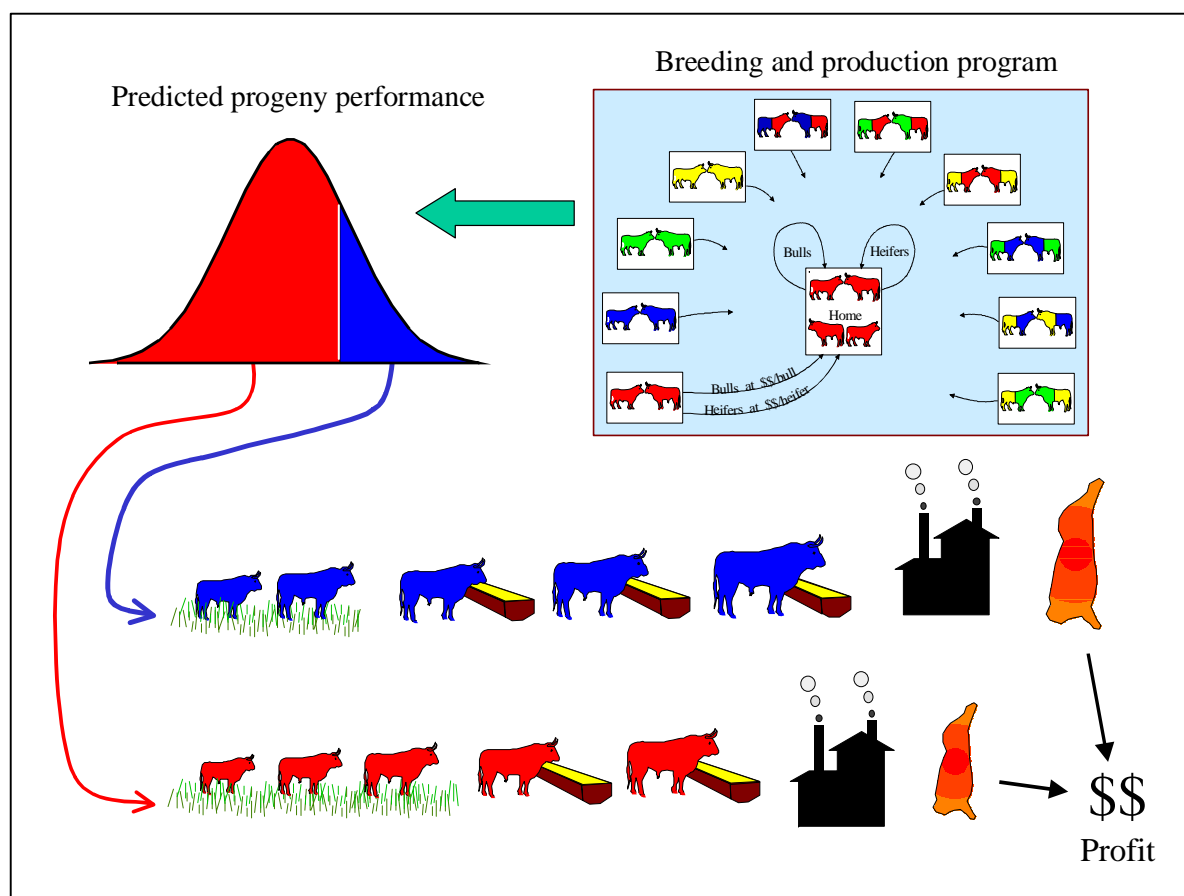 Predicted progeny performance
Breeding and production program
Bulls
Heifers
Home
Bulls at $$/bull
Heifers at $$/heifer
$$
Profit